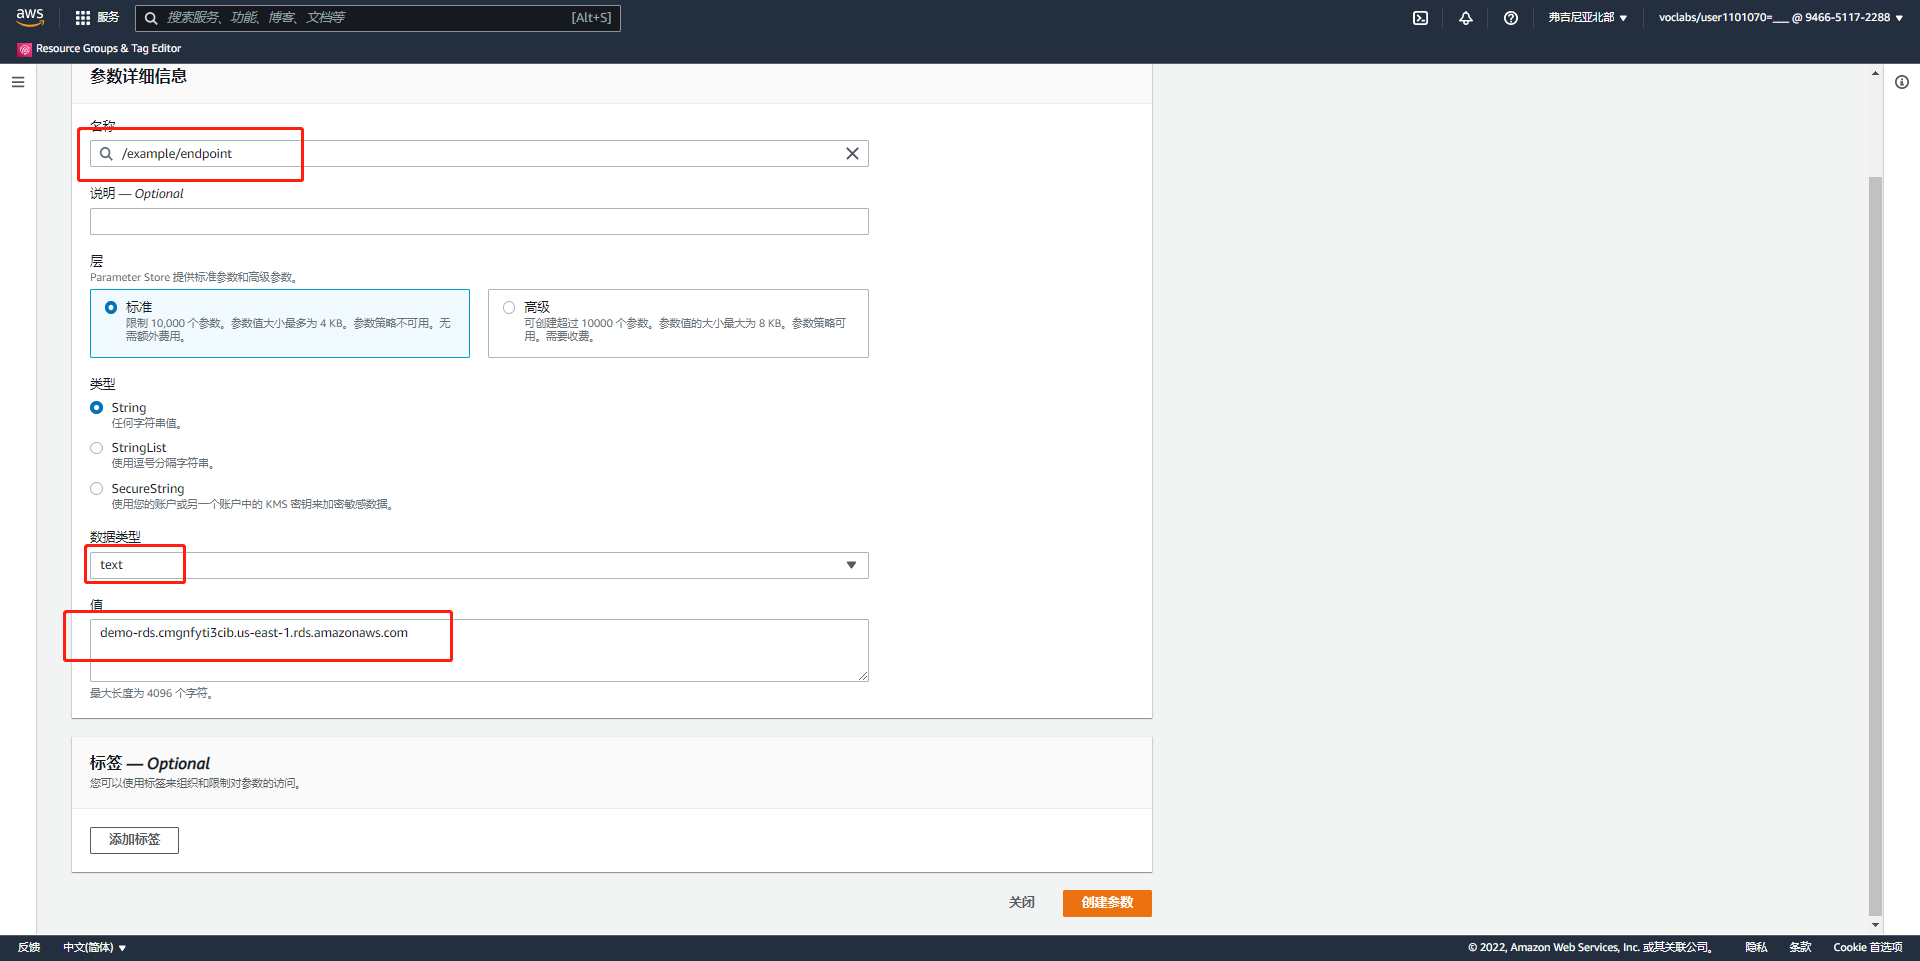 aws
服务
搜索服务、功能、博客、文档等
[Alt+S]
弗吉尼亚北部
voclabs/user1101070=___ @ 9466-5117-2288
Resource Groups & Tag Editor
参数详细信息
名称
/example/endpoint
说明 — Optional
层
Parameter Store 提供标准参数和高级参数。
标准
限制 10,000 个参数。参数值大小最多为 4 KB。参数策略不可用。无
需额外费用。
高级
可创建超过 10000 个参数。参数值的大小最大为 8 KB。参数策略可
用。需要收费。
类型
String
任何字符串值。
StringList
使用逗号分隔字符串。
SecureString
使用您的账户或另一个账户中的 KMS 密钥来加密敏感数据。
数据类型
text
值
demo-rds.cmgnfyti3cib.us-east-1.rds.amazonaws.com
最大长度为 4096 个字符。
标签 — Optional
您可以使用标签来组织和限制对参数的访问。
添加标签
关闭
创建参数
反馈
中文(简体)
© 2022, Amazon Web Services, Inc. 或其关联公司。
隐私
条款
Cookie 首选项